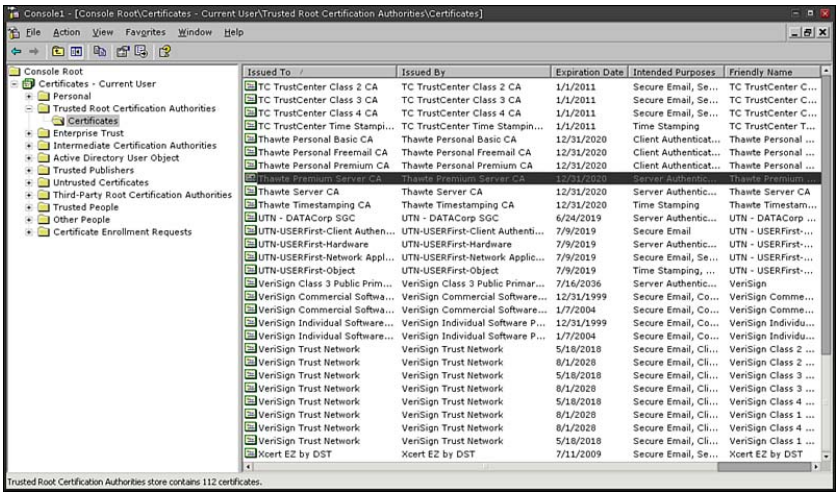 Console1 - [Console Root\Certificates - Current User\Trusted Root Certification Authorities\Certificates]
File Action View Favorites Window Help
Console Root
Certificates - Current User
Personal
Trusted Root Certification Authorities
Certificates
Enterprise Trust
Intermediate Certification Authorities
Active Directory User Object
Trusted Publishers
Untrusted Certificates
Third-Party Root Certification Authorities
Trusted People
Other People
Certificate Enrollment Requests
Issued To / Issued By Expiration Date Intended Purposes Friendly Name
TC TrustCenter Class 2 CA TC TrustCenter Class 2 CA 1/1/2011 Secure Email, Se... TC TrustCenter C...
TC TrustCenter Class 3 CA TC TrustCenter Class 3 CA 1/1/2011 Secure Email, Se... TC TrustCenter C...
TC TrustCenter Class 4 CA TC TrustCenter Class 4 CA 1/1/2011 Secure Email, Se... TC TrustCenter C...
TC TrustCenter Time Stampi... TC TrustCenter Time Stampin... 1/1/2011 Time Stamping TC TrustCenter T...
Thawte Personal Basic CA Thawte Personal Basic CA 12/31/2020 Client Authenticat... Thawte Personal ...
Thawte Personal Freemail CA Thawte Personal Freemail CA 12/31/2020 Client Authenticat... Thawte Personal ...
Thawte Personal Premium CA Thawte Personal Premium CA 12/31/2020 Client Authenticat... Thawte Personal ...
Thawte Premium Server CA Thawte Premium Server CA 12/31/2020 Server Authentic... Thawte Premium ...
Thawte Server CA Thawte Server CA 12/31/2020 Server Authentic... Thawte Server CA
Thawte Timestamping CA Thawte Timestamping CA 12/31/2020 Time Stamping Thawte Timestam...
UTN - DATACorp SGC UTN - DATACorp SGC 6/24/2019 Server Authentic... UTN - DATACorp ...
UTN-USERFirst-Client Authen... UTN-USERFirst-Client Authenti... 7/9/2019 Secure Email UTN - USERFirst-...
UTN-USERFirst-Hardware UTN-USERFirst-Hardware 7/9/2019 Server Authentic... UTN - USERFirst-...
UTN-USERFirst-Network Appl... UTN-USERFirst-Network Applic... 7/9/2019 Secure Email, Se... UTN - USERFirst-...
UTN-USERFirst-Object UTN-USERFirst-Object 7/9/2019 Time Stamping, ... UTN - USERFirst-...
VeriSign Class 3 Public Prim... VeriSign Class 3 Public Primar... 7/16/2036 Server Authentic... VeriSign
VeriSign Commercial Softwa... VeriSign Commercial Software... 12/31/1999 Secure Email, Co... VeriSign Comme...
VeriSign Commercial Softwa... VeriSign Commercial Software... 1/7/2004 Secure Email, Co... VeriSign Comme...
VeriSign Individual Software... VeriSign Individual Software P... 12/31/1999 Secure Email, Co... VeriSign Individu...
VeriSign Individual Software... VeriSign Individual Software P... 1/7/2004 Secure Email, Co... VeriSign Individu...
VeriSign Trust Network VeriSign Trust Network 5/18/2018 Secure Email, Cli... VeriSign Class 2 ...
VeriSign Trust Network VeriSign Trust Network 8/1/2028 Secure Email, Cli... VeriSign Class 2 ...
VeriSign Trust Network VeriSign Trust Network 5/18/2018 Secure Email, Cli... VeriSign Class 3 ...
VeriSign Trust Network VeriSign Trust Network 8/1/2028 Secure Email, Cli... VeriSign Class 3 ...
VeriSign Trust Network VeriSign Trust Network 5/18/2018 Secure Email, Cli... VeriSign Class 4 ...
VeriSign Trust Network VeriSign Trust Network 8/1/2028 Secure Email, Cli... VeriSign Class 1 ...
VeriSign Trust Network VeriSign Trust Network 8/1/2028 Secure Email, Cli... VeriSign Class 4 ...
VeriSign Trust Network VeriSign Trust Network 5/18/2018 Secure Email, Cli... VeriSign Class 1 ...
Xcert EZ by DST Xcert EZ by DST 7/11/2009 Secure Email, Se... Xcert EZ by DST
Trusted Root Certification Authorities store contains 112 certificates.